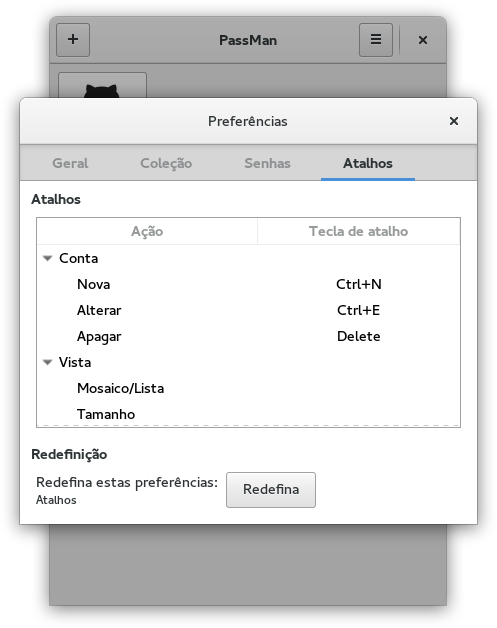 PassMan
Preferências
Geral Coleção Senhas Atalhos
Atalhos
Ação Tecla de atalho
Conta
Nova Ctrl+N
Alterar Ctrl+E
Apagar Delete
Vista
Mosaico/Lista
Tamanho
Redefinição
Redefina estas preferências: Redefina
Atalhos